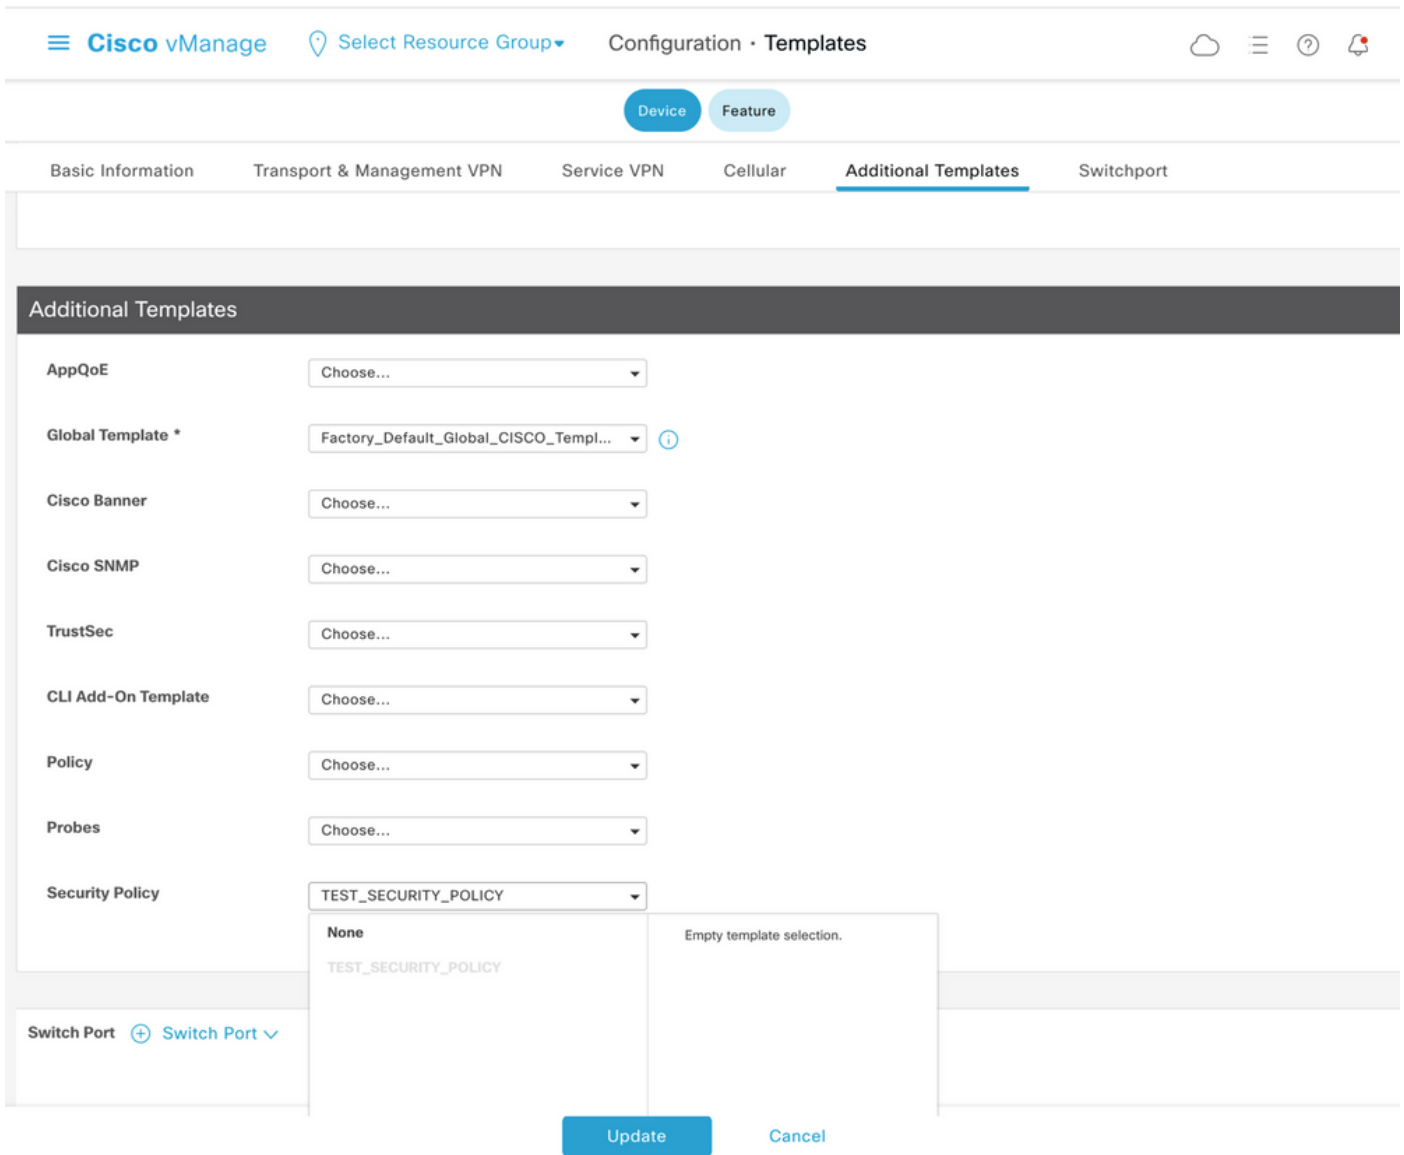 Cisco vManage Select Resource Group Configuration · Templates
Device Feature
Basic Information Transport & Management VPN Service VPN Cellular Additional Templates Switchport
Additional Templates
AppQoE Choose...
Global Template * Factory_Default_Global_CISCO_Templ...
Cisco Banner Choose...
Cisco SNMP Choose...
TrustSec Choose...
CLI Add-On Template Choose...
Policy Choose...
Probes Choose...
Security Policy TEST_SECURITY_POLICY
None Empty template selection.
TEST_SECURITY_POLICY
Switch Port Switch Port
Update Cancel